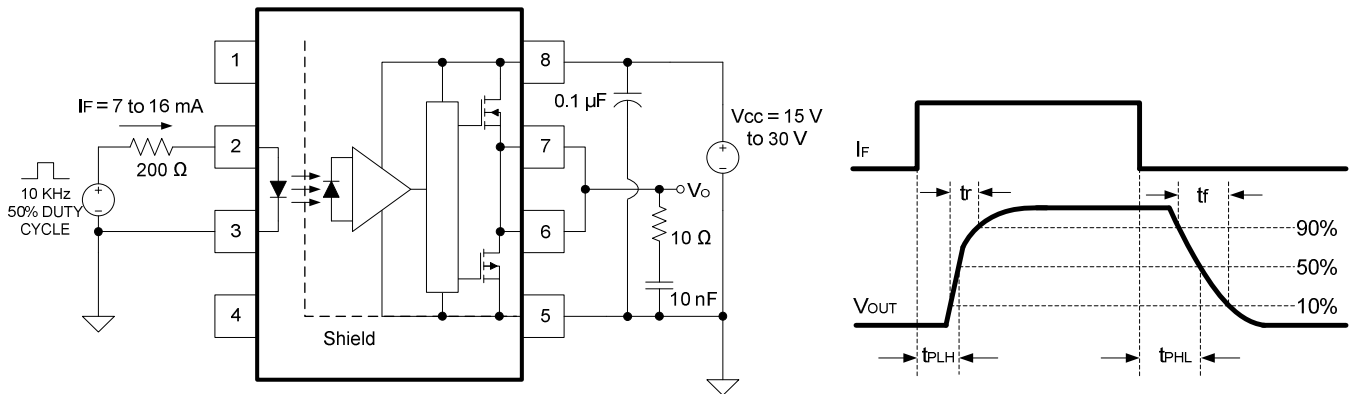 1
2
3
4
8
7
6
5
IF = 7 to 16 mA
200 Ω
10 KHz
50% DUTY
CYCLE
+
−
Shield
0.1 µF
VCC = 15 V
to 30 V
+
−
VO
10 Ω
10 nF
IF
tr
tf
90%
50%
10%
VOUT
tPLH
tPHL